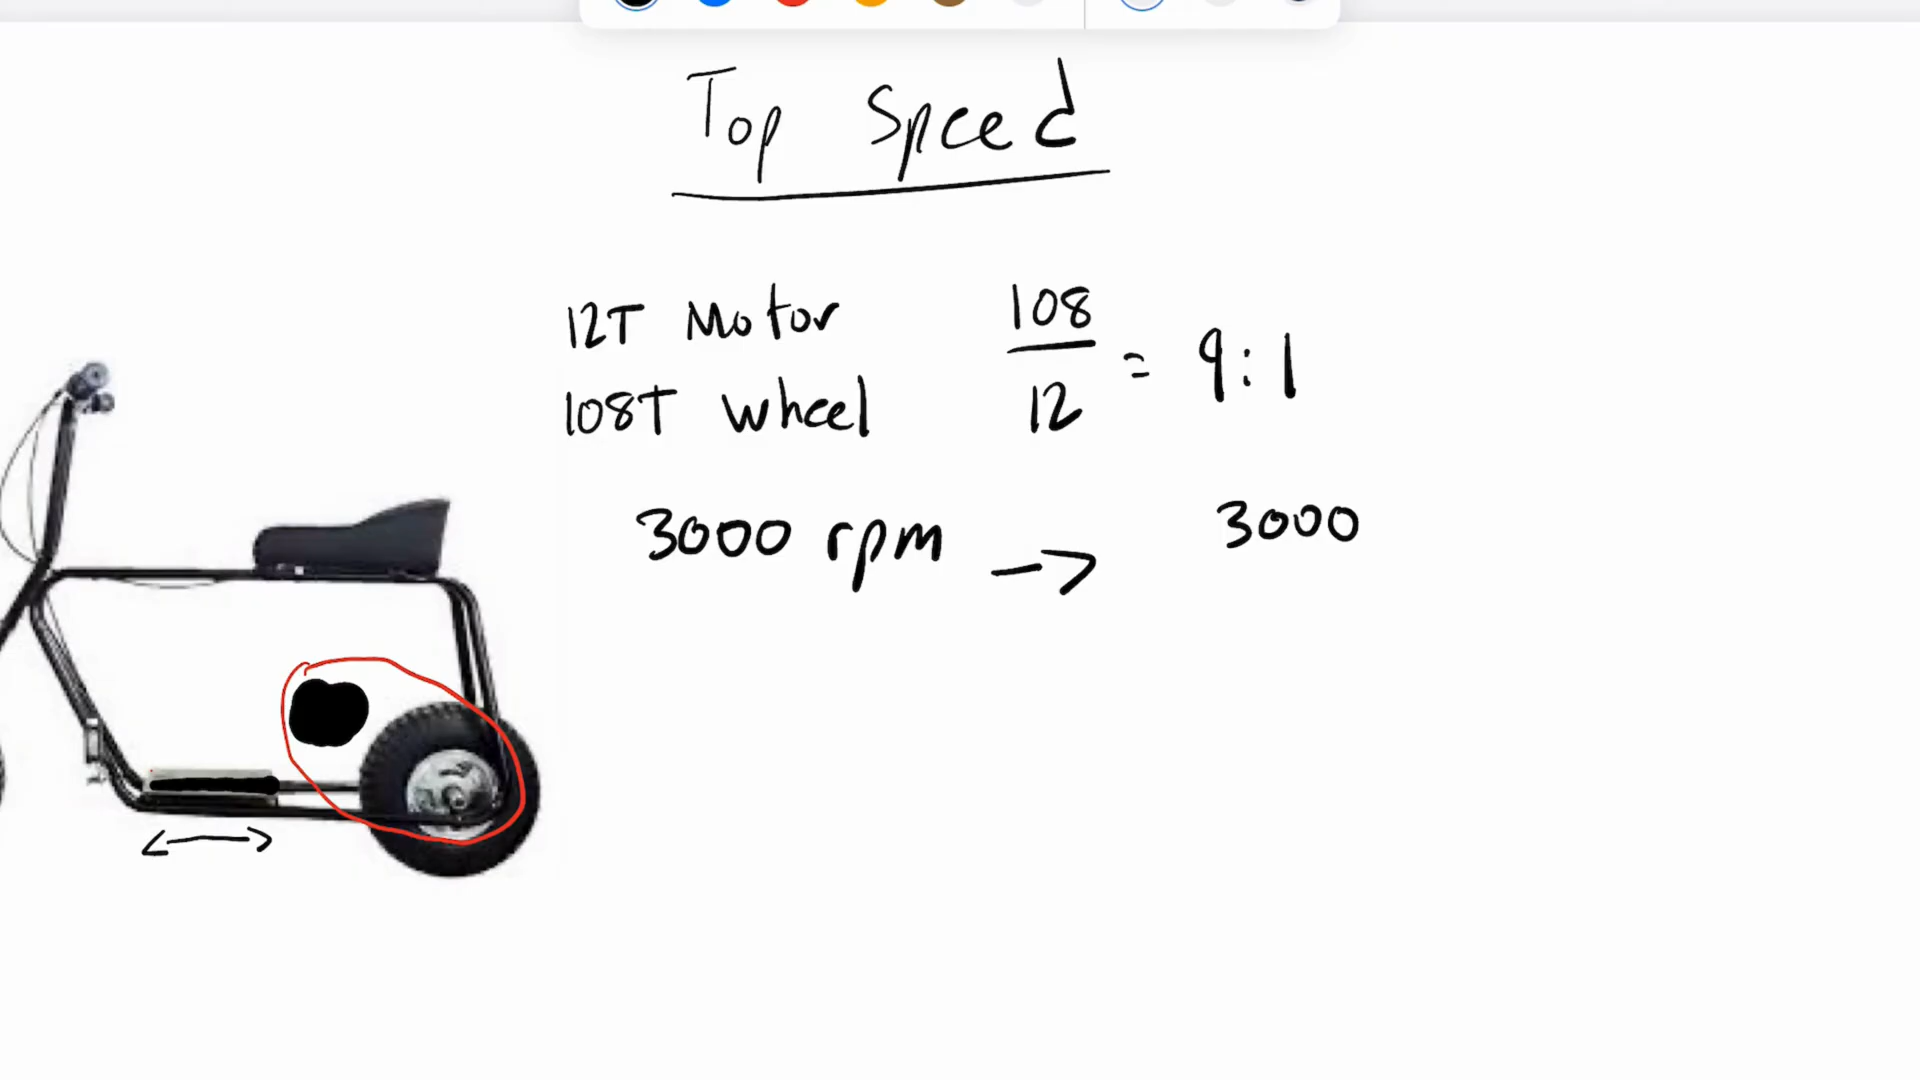 Top Speed
12T Motor
108T Wheel
108
12
= 9:1
3000 rpm → 3000